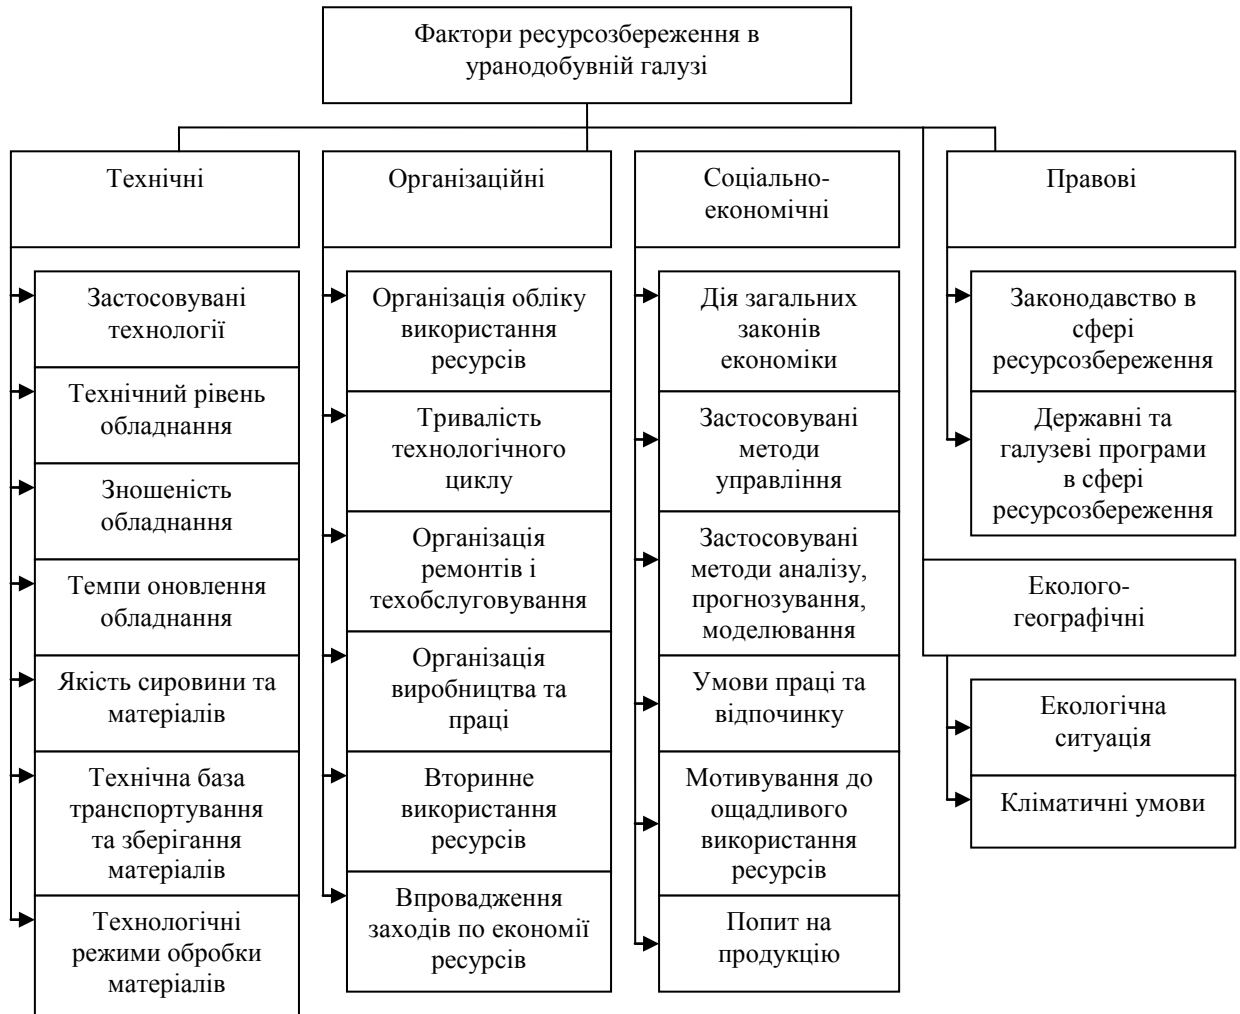 Фактори ресурсозбереження в
уранодобувній галузі
Технічні
Застосовувані
технології
Технічний рівень
обладнання
Зношеність
обладнання
Темпи оновлення
обладнання
Якість сировини та
матеріалів
Технічна база
транспортування
та зберігання
матеріалів
Технологічні
режими обробки
матеріалів
Організаційні
Організація обліку
використання
ресурсів
Тривалість
технологічного
циклу
Організація
ремонтів і
техобслуговування
Організація
виробництва та
праці
Вторинне
використання
ресурсів
Впровадження
заходів по економії
ресурсів
Соціально-
економічні
Дія загальних
законів
економіки
Застосовувані
методи
управління
Застосовувані
методи аналізу,
прогнозування,
моделювання
Умови праці та
відпочинку
Мотивування до
ощадливого
використання
ресурсів
Попит на
продукцію
Правові
Законодавство в
сфері
ресурсозбереження
Державні та
галузеві програми
в сфері
ресурсозбереження
Еколого-
географічні
Екологічна
ситуація
Кліматичні умови